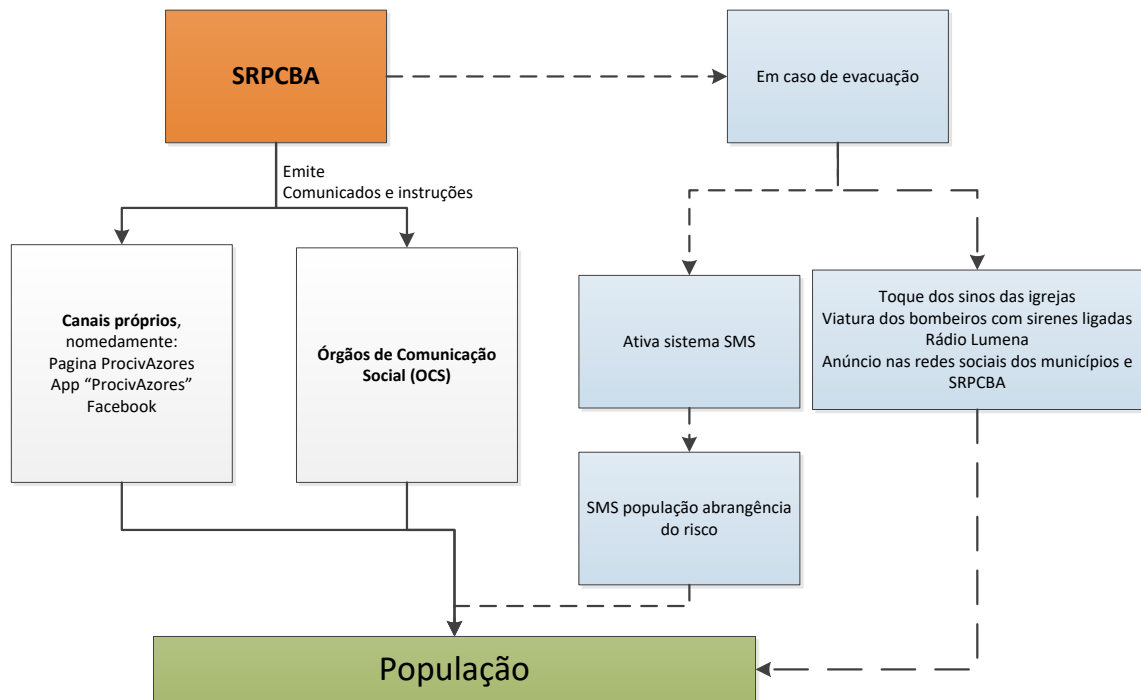 SRPCBA
Em caso de evacuação
Emite
Comunicados e instruções
Canais próprios,
nomedamente:
Pagina ProcivAzores
App “ProcivAzores”
Facebook
Órgãos de Comunicação
Social (OCS)
Ativa sistema SMS
Toque dos sinos das igrejas
Viatura dos bombeiros com sirenes ligadas
Rádio Lumena
Anúncio nas redes sociais dos municípios e
SRPCBA
SMS população abrangência
do risco
População